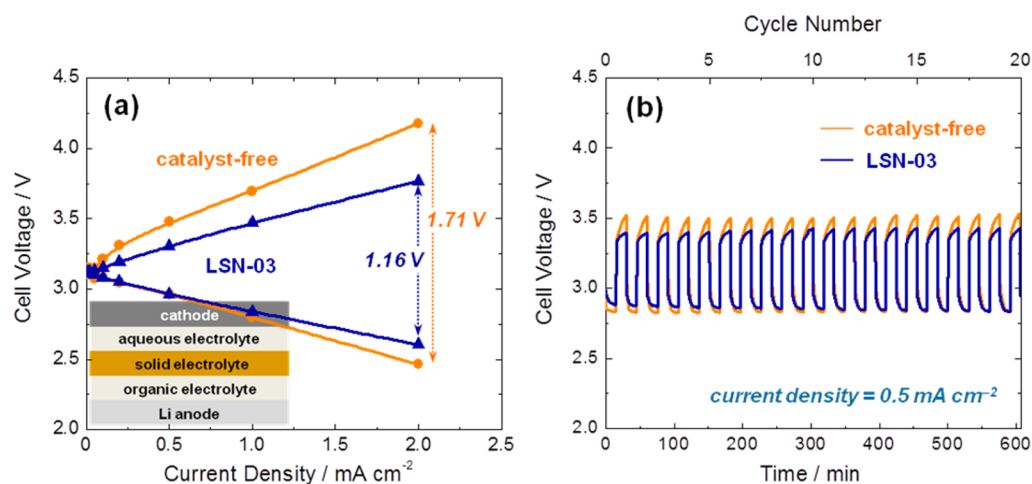 (a)
catalyst-free
LSN-03
1.71 V
1.16 V
cathode
aqueous electrolyte
solid electrolyte
organic electrolyte
Li anode
4.5
4.0
3.5
3.0
2.5
2.0
Cell Voltage / V
0 0.5 1.0 1.5 2.0 2.5
Current Density / mA cm⁻²
Cycle Number
0 5 10 15 20
(b)
catalyst-free
LSN-03
current density = 0.5 mA cm⁻²
4.5
4.0
3.5
3.0
2.5
2.0
Cell Voltage / V
0 100 200 300 400 500 600
Time / min